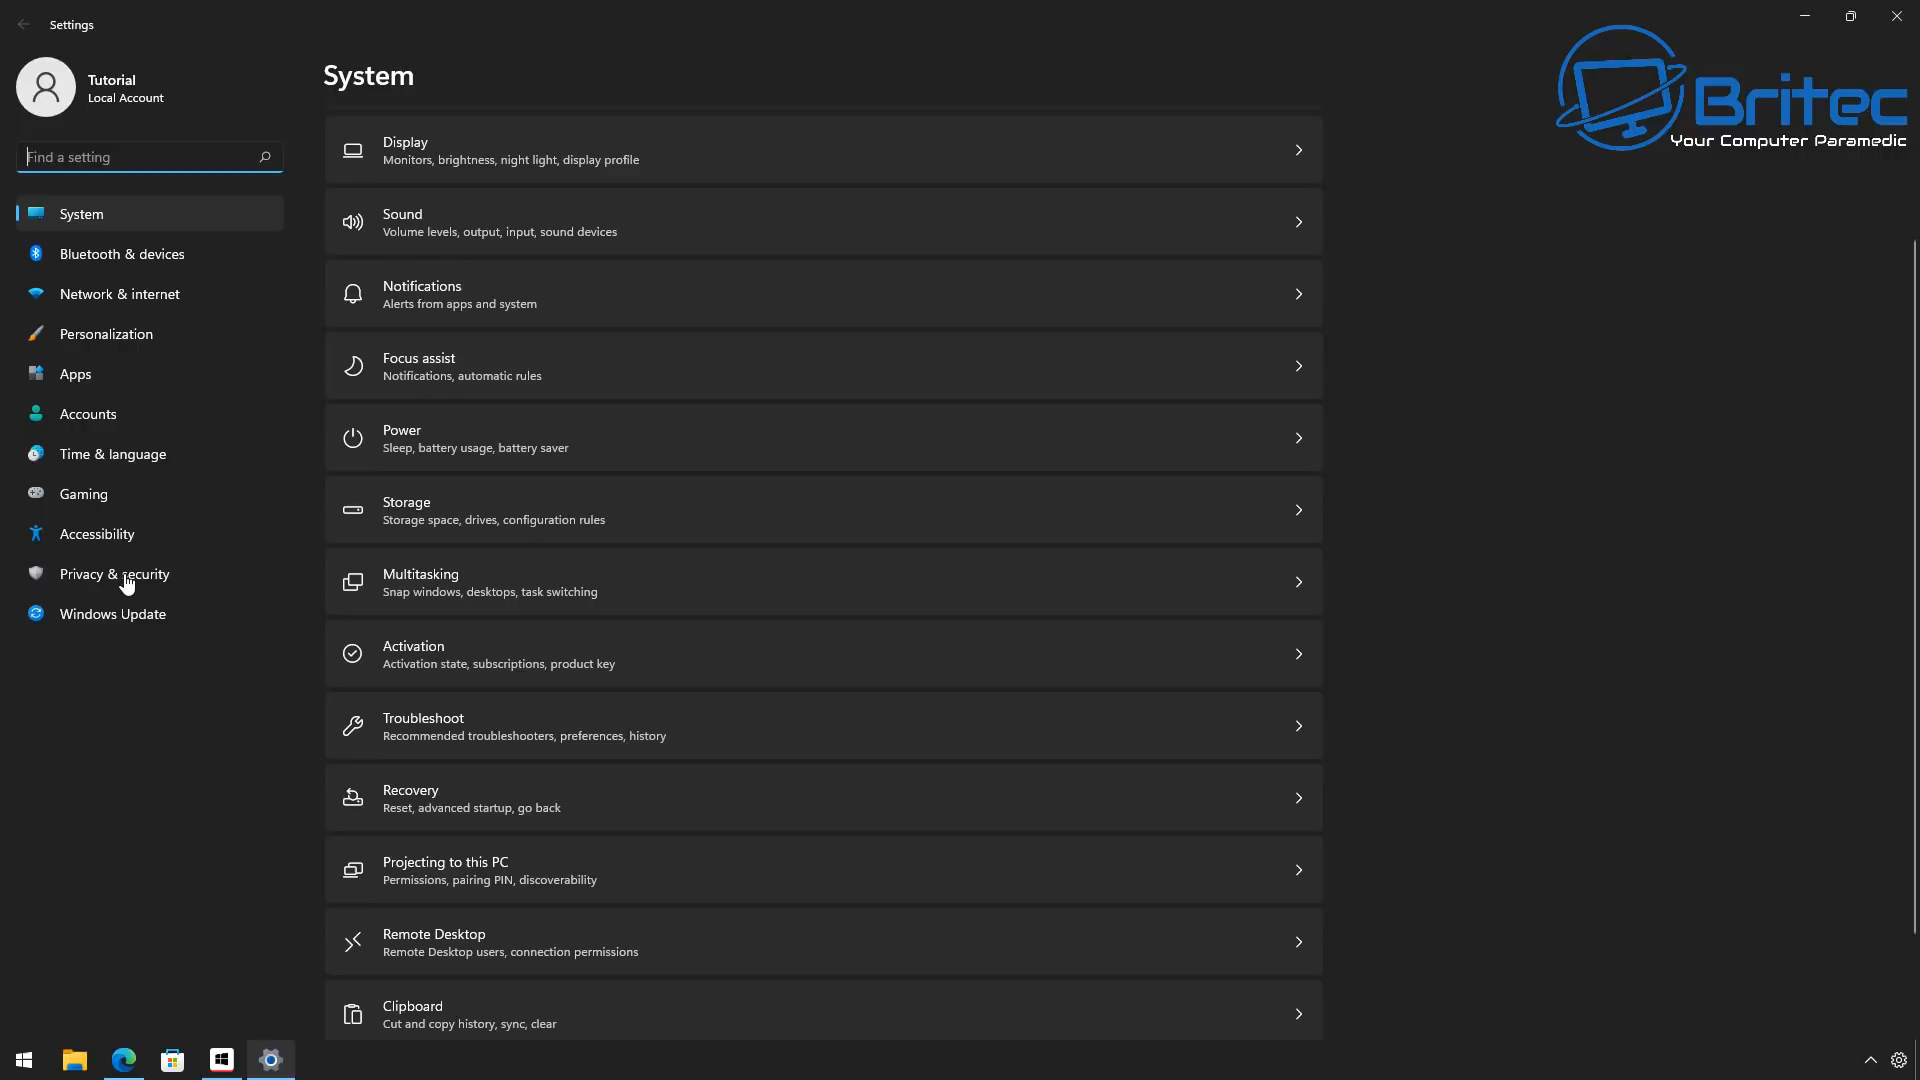 Settings
Tutorial
Local Account
Find a setting
System
Bluetooth & devices
Network & internet
Personalization
Apps
Accounts
Time & language
Gaming
Accessibility
Privacy & security
Windows Update
System
Display
Monitors, brightness, night light, display profile
Sound
Volume levels, output, input, sound devices
Notifications
Alerts from apps and system
Focus assist
Notifications, automatic rules
Power
Sleep, battery usage, battery saver
Storage
Storage space, drives, configuration rules
Multitasking
Snap windows, desktops, task switching
Activation
Activation state, subscriptions, product key
Troubleshoot
Recommended troubleshooters, preferences, history
Recovery
Reset, advanced startup, go back
Projecting to this PC
Permissions, pairing PIN, discoverability
Remote Desktop
Remote Desktop users, connection permissions
Clipboard
Cut and copy history, sync, clear
Britec
Your Computer Paramedic